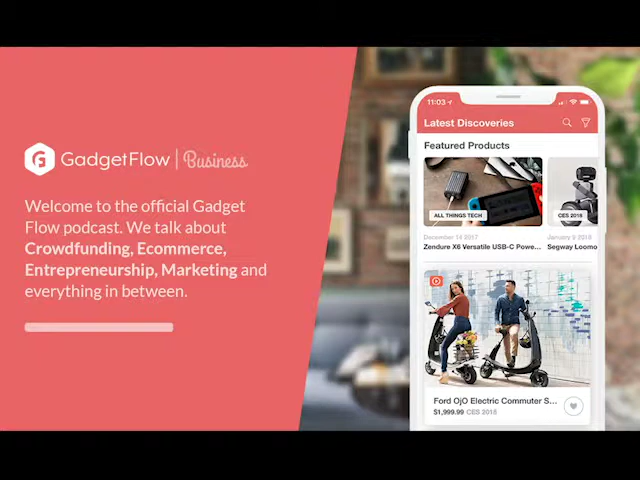 GadgetFlow | Business
Welcome to the official Gadget
Flow podcast. We talk about
Crowdfunding, Ecommerce,
Entrepreneurship, Marketing and
everything in between.
11:03
Latest Discoveries
Featured Products
ALL THINGS TECH
CES 2018
December 14 2017
January 9 2018
Zendure X6 Versatile USB-C Powe...
Segway Loomo
Ford OjO Electric Commuter S...
$1,999.99 CES 2018